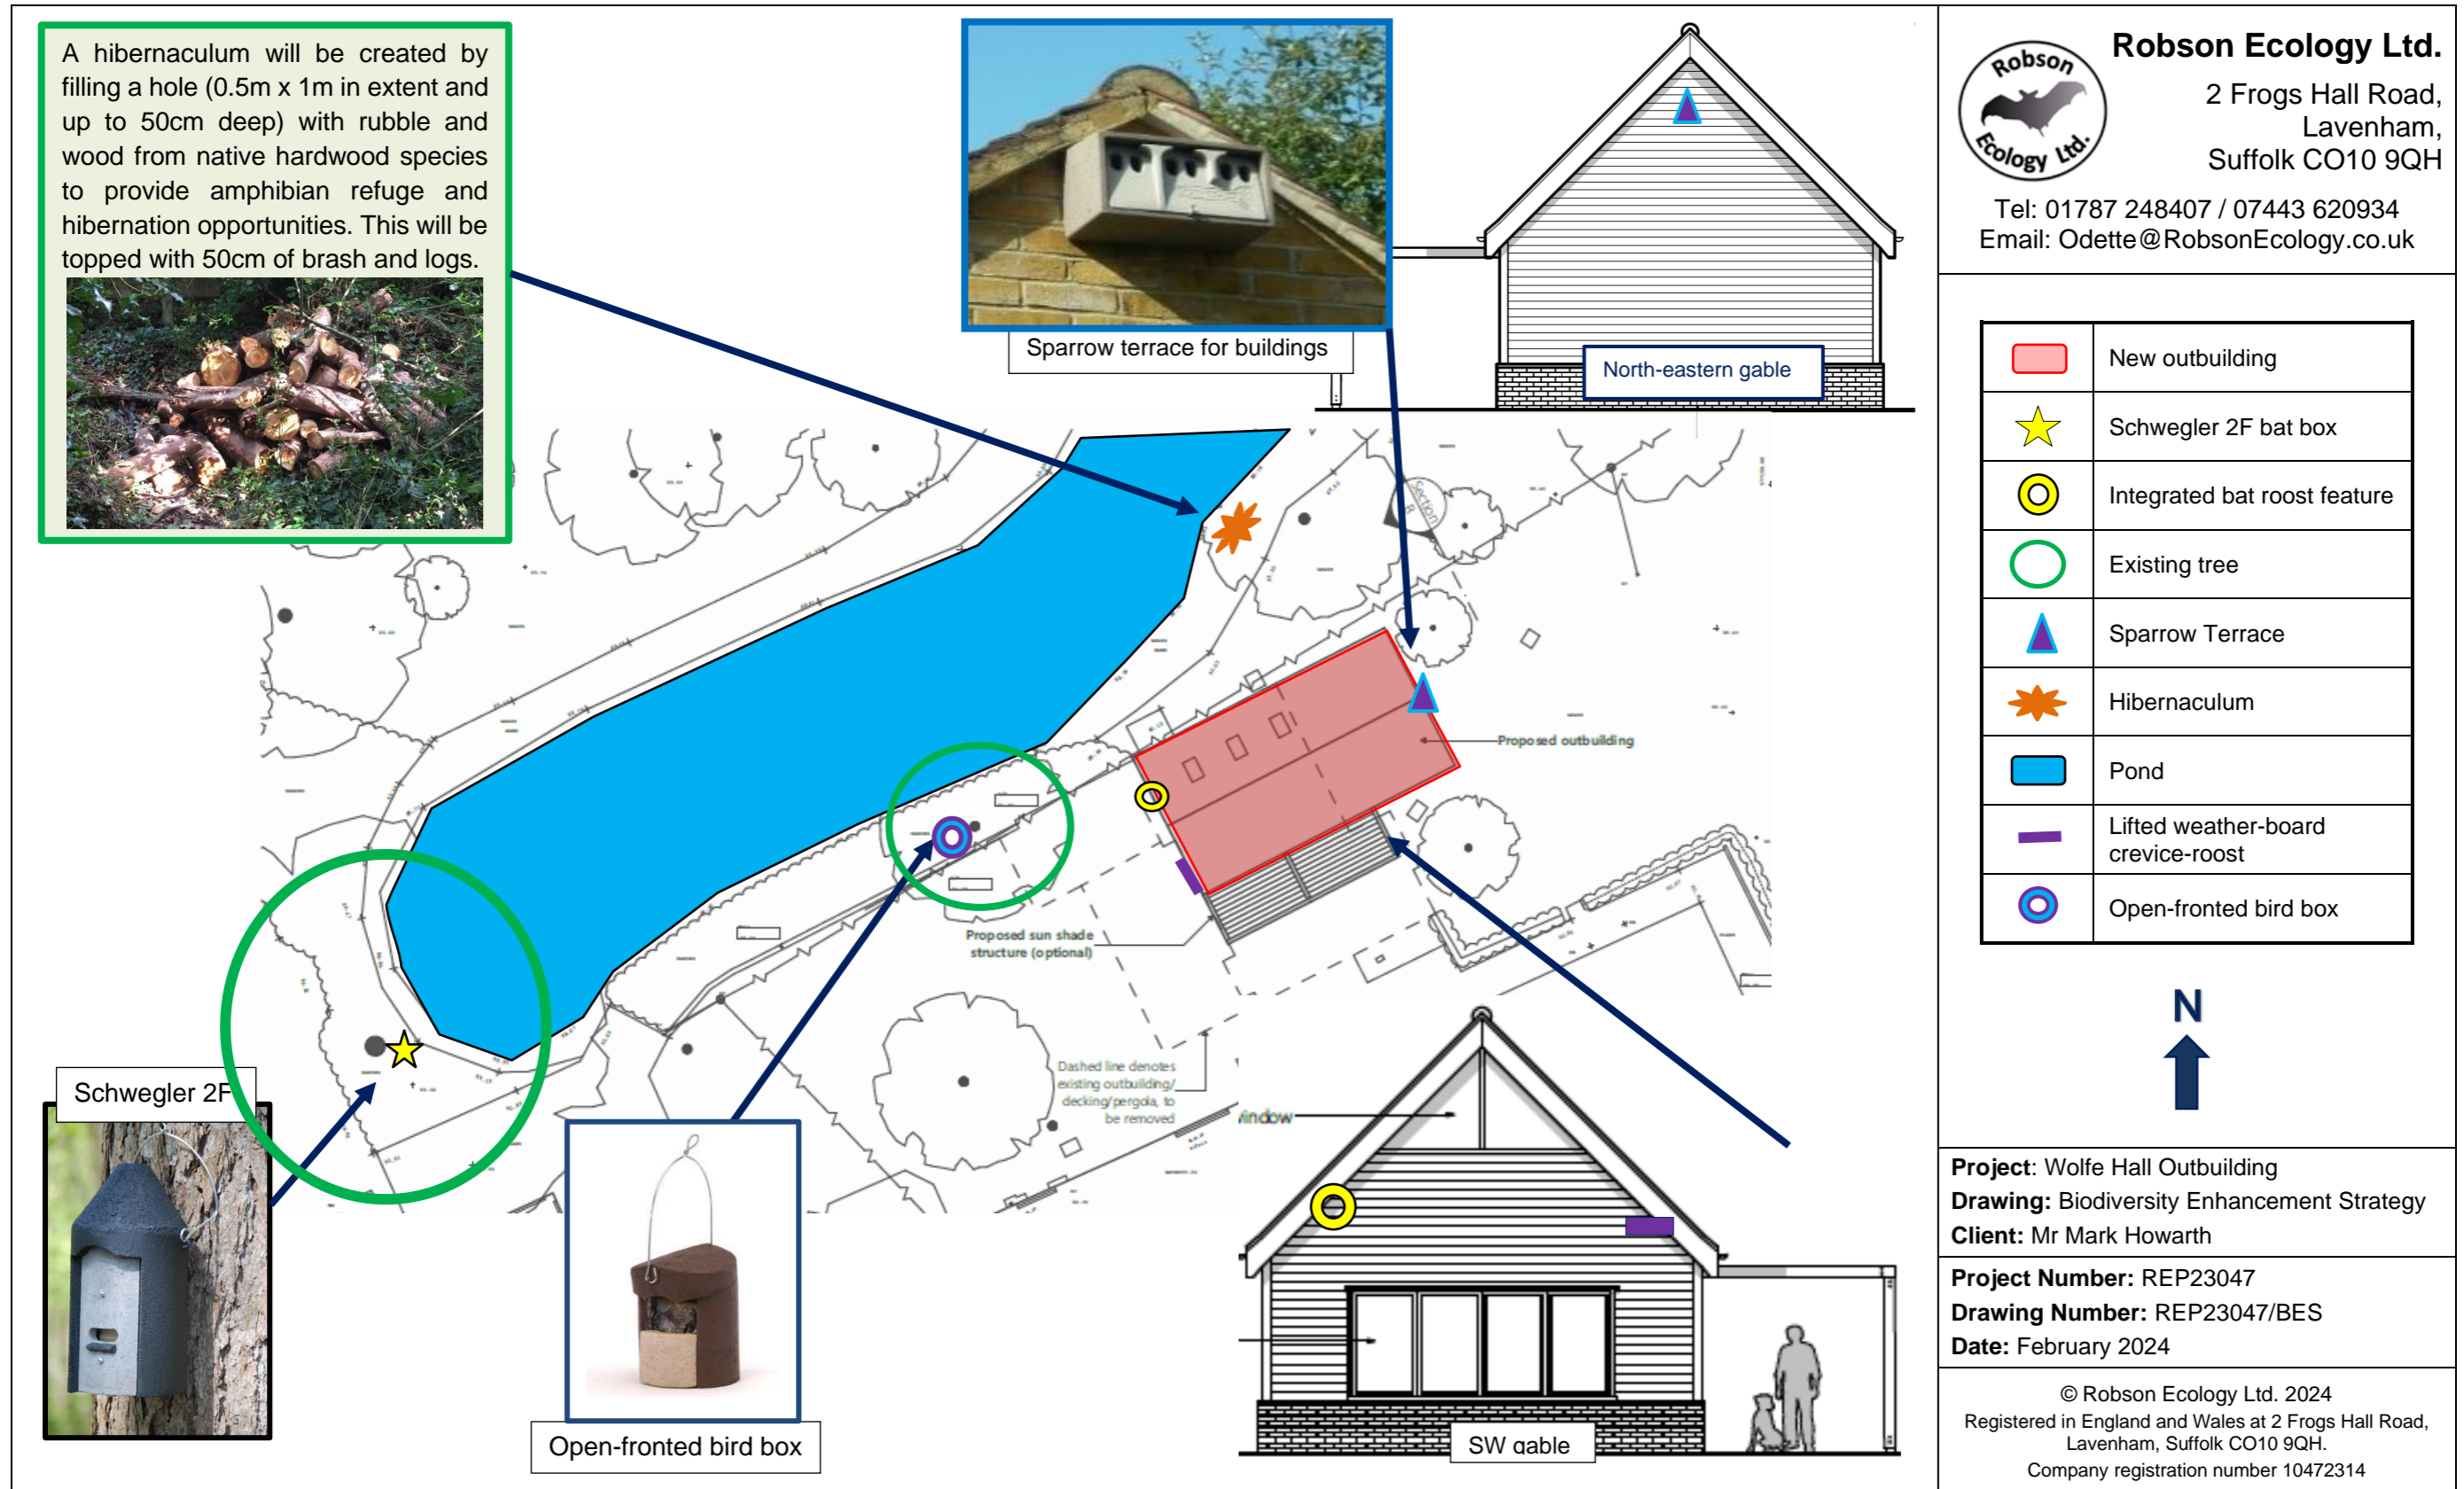 A hibernaculum will be created by
filling a hole (0.5m x 1m in extent and
up to 50cm deep) with rubble and
wood from native hardwood species
to provide amphibian refuge and
hibernation opportunities. This will be
topped with 50cm of brash and logs.
Sparrow terrace for buildings
North-eastern gable
Section
B
Proposed outbuilding
Proposed sun shade
structure (optional)
Dashed line denotes
existing outbuilding/
decking/pergola, to
be removed
Schwegler 2F
Open-fronted bird box
window
SW gable
Robson
Ecology Ltd.
Robson Ecology Ltd.
2 Frogs Hall Road,
Lavenham,
Suffolk CO10 9QH
Tel: 01787 248407 / 07443 620934
Email: Odette@RobsonEcology.co.uk
New outbuilding
Schwegler 2F bat box
Integrated bat roost feature
Existing tree
Sparrow Terrace
Hibernaculum
Pond
Lifted weather-board
crevice-roost
Open-fronted bird box
N
Project: Wolfe Hall Outbuilding
Drawing: Biodiversity Enhancement Strategy
Client: Mr Mark Howarth
Project Number: REP23047
Drawing Number: REP23047/BES
Date: February 2024
© Robson Ecology Ltd. 2024
Registered in England and Wales at 2 Frogs Hall Road,
Lavenham, Suffolk CO10 9QH.
Company registration number 10472314